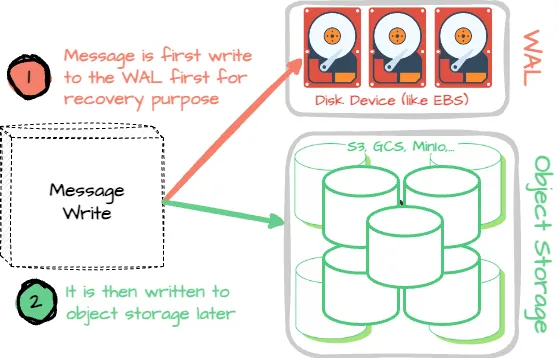 1
Message is first write
to the WAL first for
recovery purpose
Disk Device (like EBS)
WAL
S3, GCS, MinIo,...
Message
Write
Object Storage
2
It is then written to
object storage later